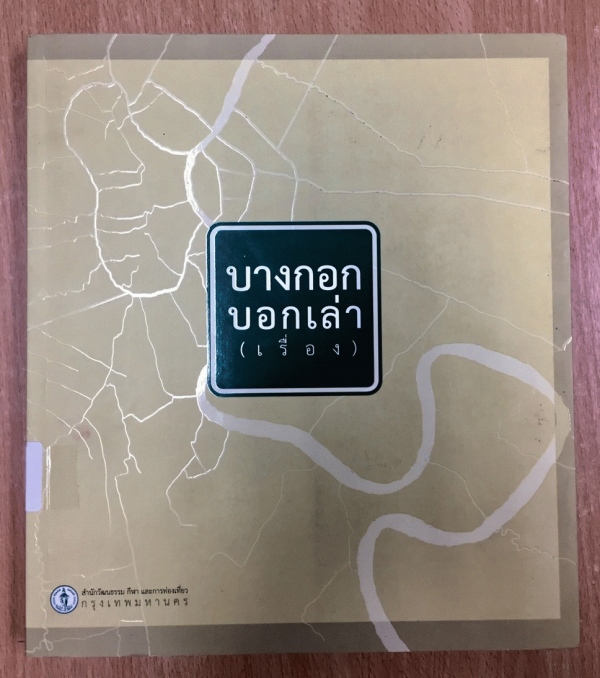 บางกอก
บอกเล่า
(เรื่อง)
สำนักวัฒนธรรม กีฬา และการท่องเที่ยว
กรุงเทพมหานคร